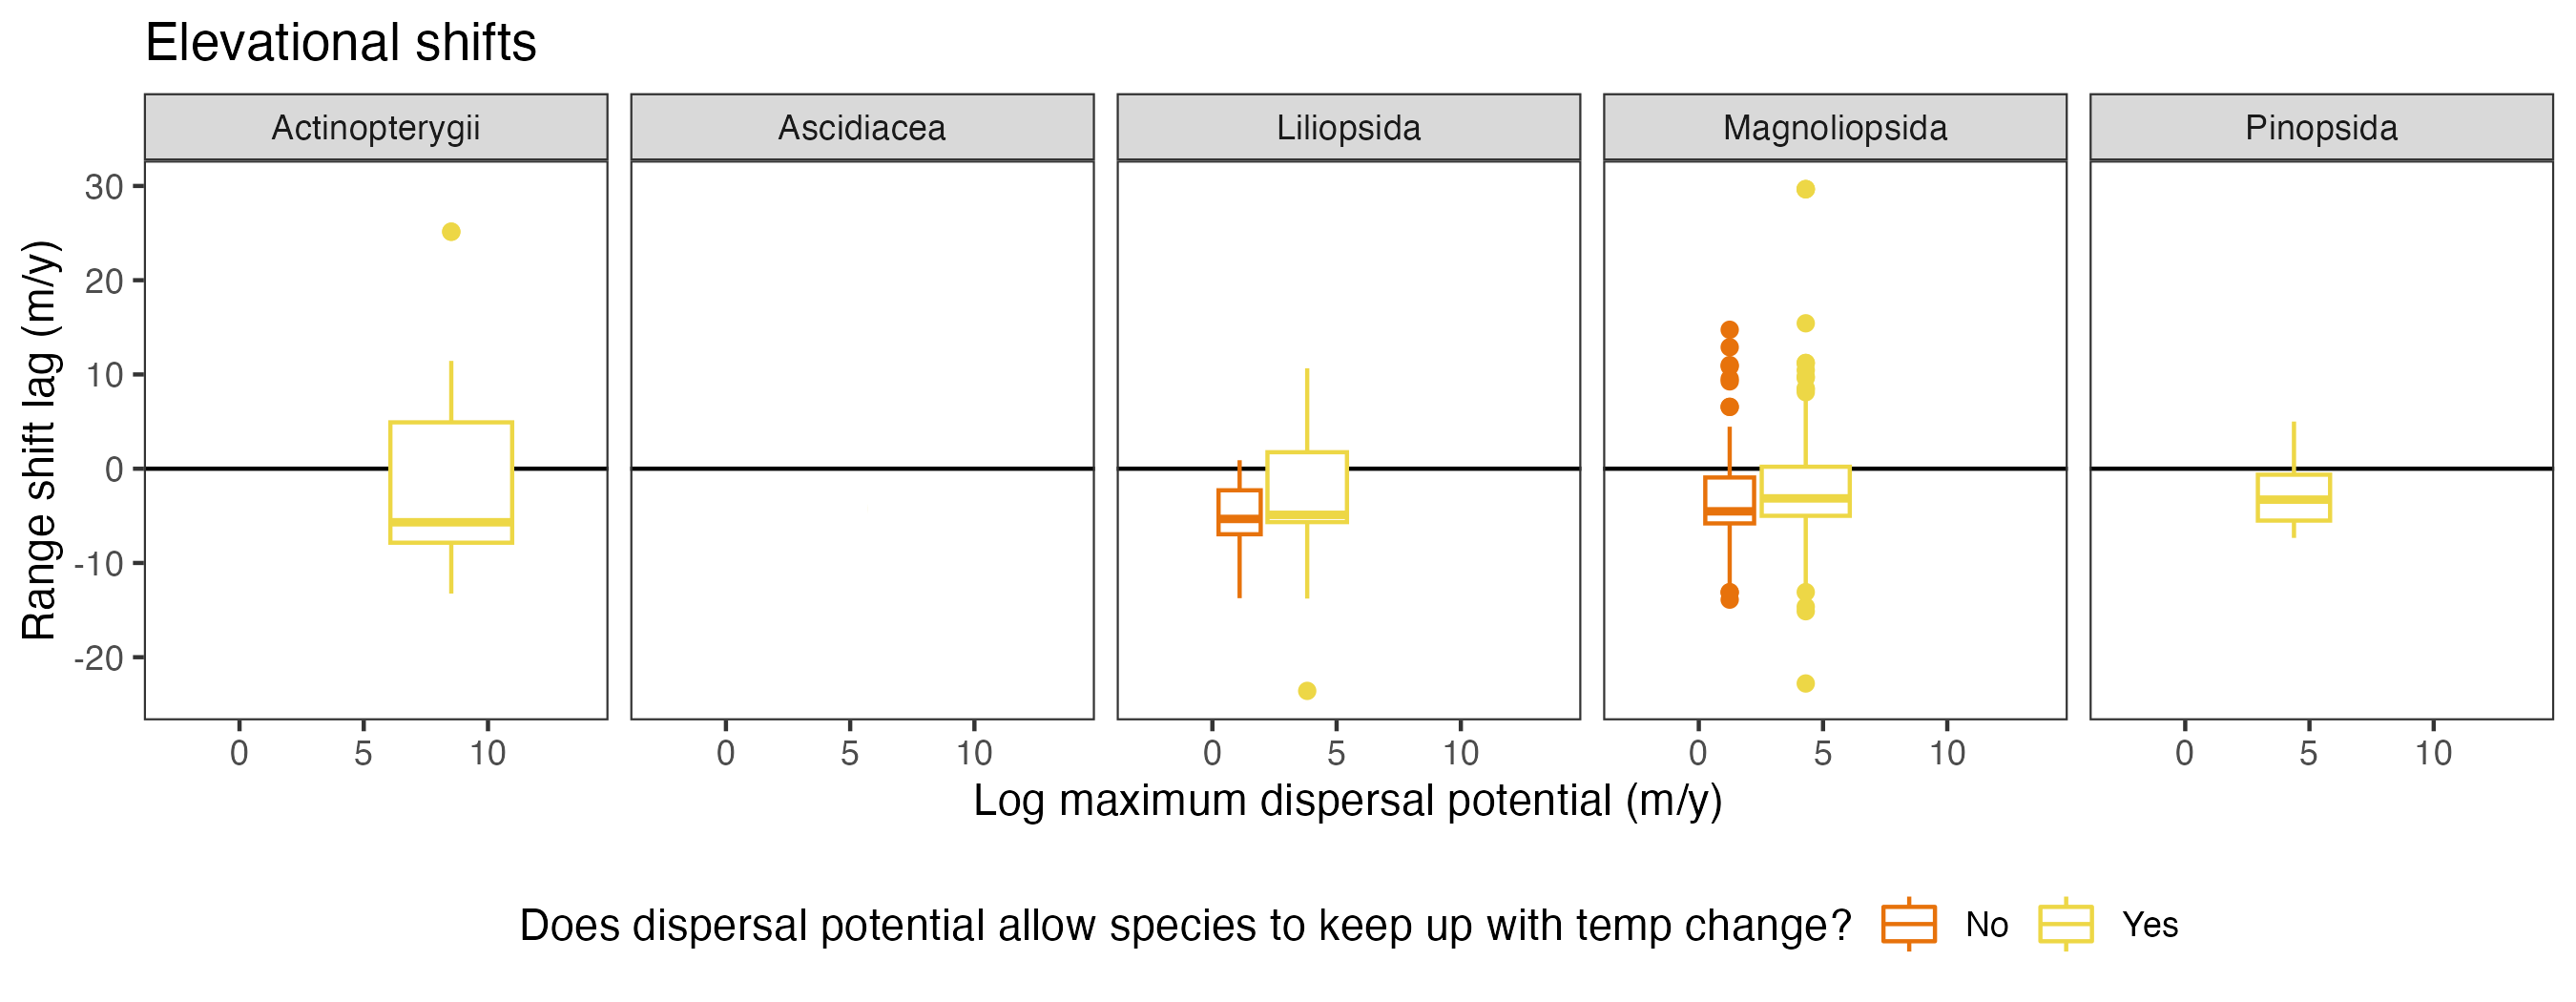 Elevational shifts
Actinopterygii Ascidiacea Liliopsida Magnoliopsida Pinopsida
30
20
10
0
-10
-20
Range shift lag (m/y)
0 5 10 0 5 10 0 5 10 0 5 10 0 5 10
Log maximum dispersal potential (m/y)
Does dispersal potential allow species to keep up with temp change? No Yes